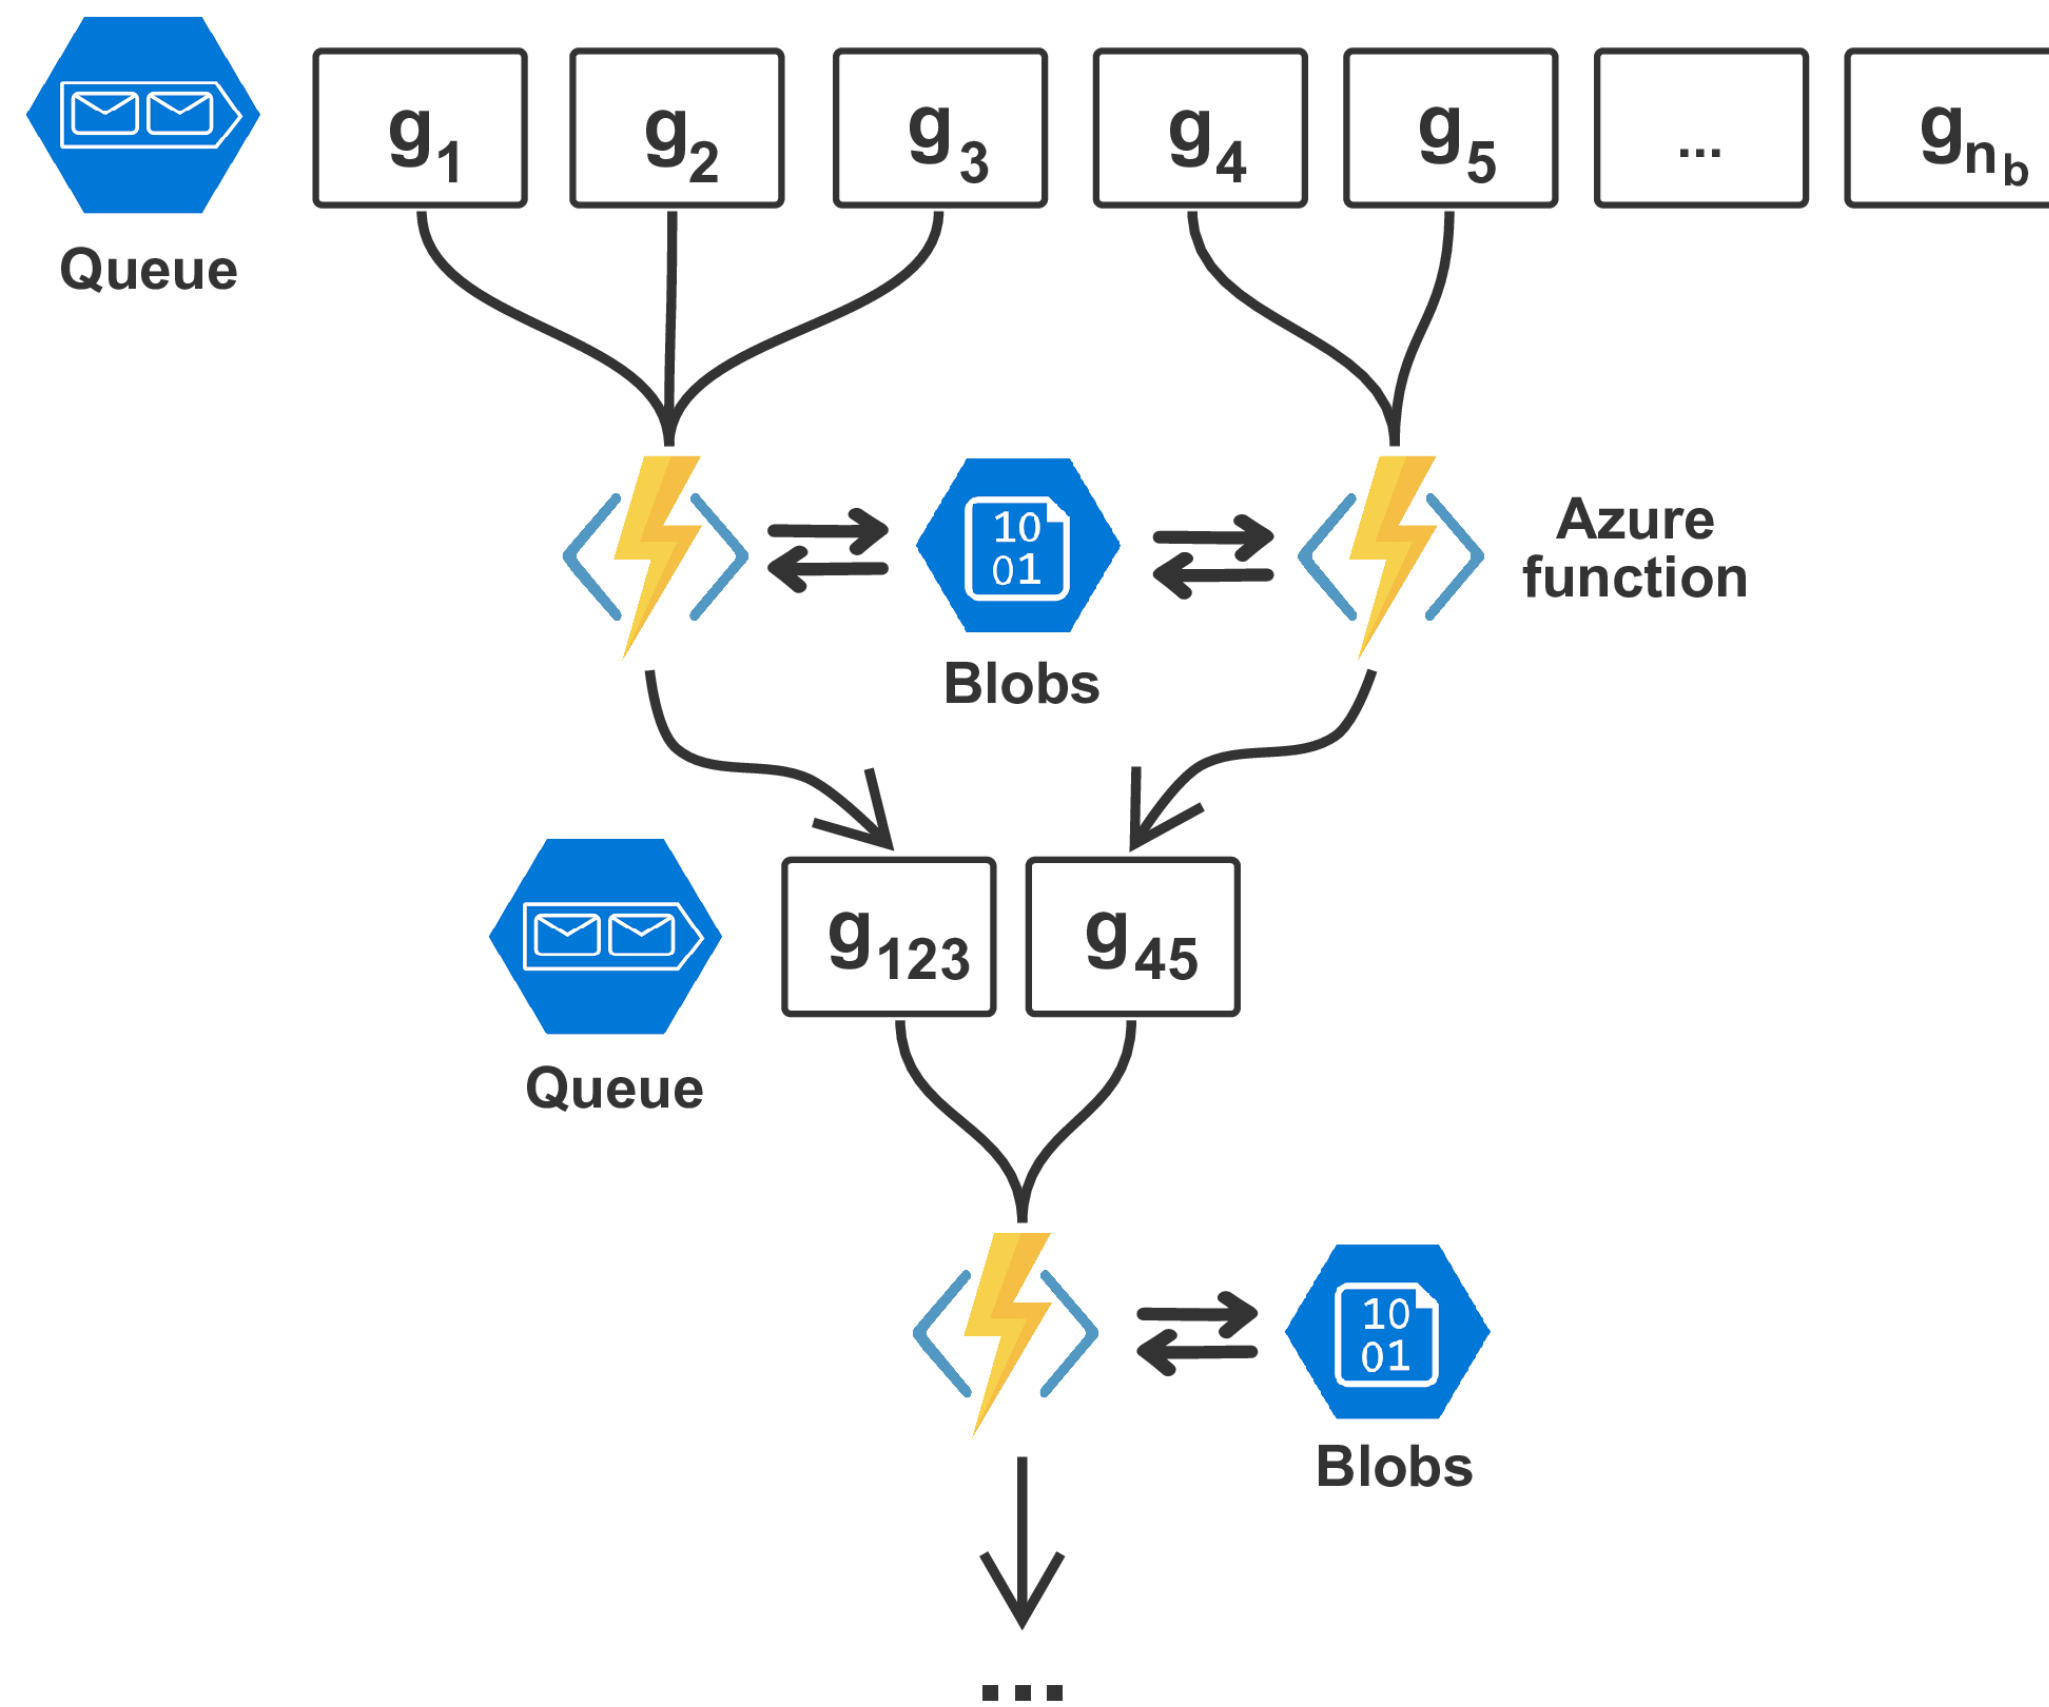 g1 g2 g3 g4 g5 ... gnb
Queue
10
01
Azure
function
Blobs
g123 g45
Queue
10
01
Blobs
...